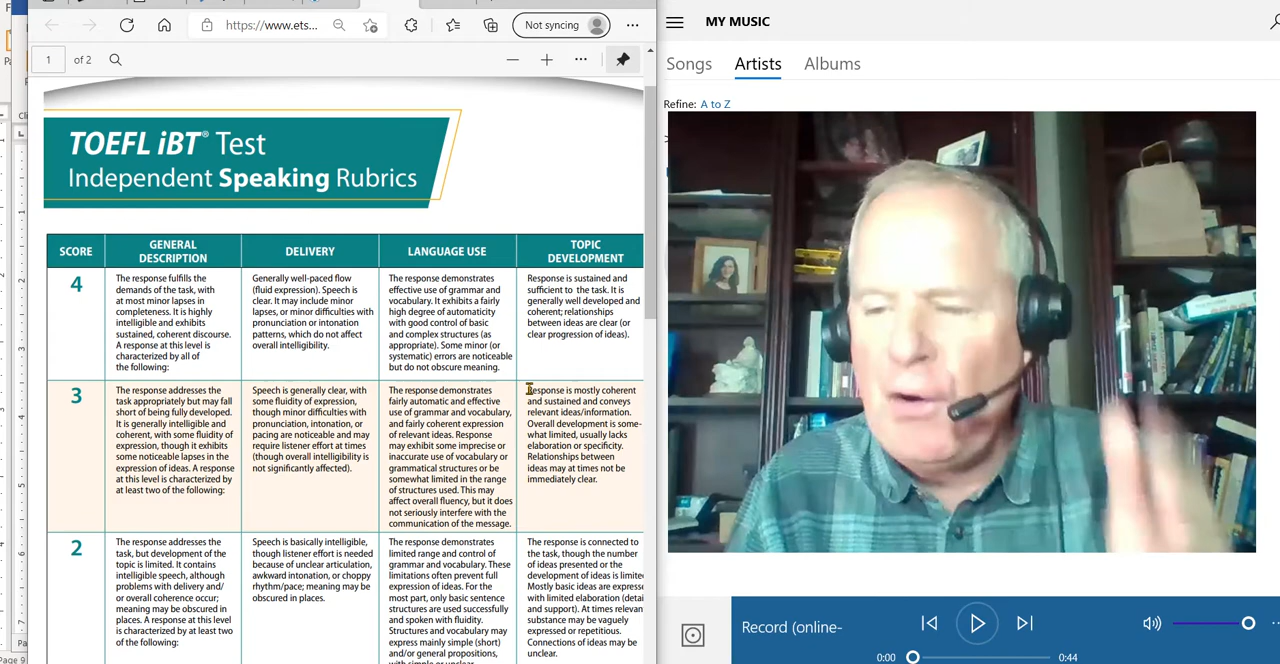 https://www.ets...
Not syncing
1
of 2
TOEFL iBT® Test
Independent Speaking Rubrics
SCORE
GENERAL
DESCRIPTION
DELIVERY
LANGUAGE USE
TOPIC
DEVELOPMENT
4
The response fulfills the
demands of the task, with
at most minor lapses in
completeness. It is highly
intelligible and exhibits
sustained, coherent discourse.
A response at this level is
characterized by all of
the following:
Generally well-paced flow
(fluid expression). Speech is
clear. It may include minor
lapses, or minor difficulties with
pronunciation or intonation
patterns, which do not affect
overall intelligibility.
The response demonstrates
effective use of grammar and
vocabulary. It exhibits a fairly
high degree of automaticity
with good control of basic
and complex structures (as
appropriate). Some minor (or
systematic) errors are noticeable
but do not obscure meaning.
Response is sustained and
sufficient to the task. It is
generally well developed and
coherent; relationships
between ideas are clear (or
clear progression of ideas).
3
The response addresses the
task appropriately but may fall
short of being fully developed.
It is generally intelligible and
coherent, with some fluidity of
expression, though it exhibits
some noticeable lapses in the
expression of ideas. A response
at this level is characterized by
at least two of the following:
Speech is generally clear, with
some fluidity of expression,
though minor difficulties with
pronunciation, intonation, or
pacing are noticeable and may
require listener effort at times
(though overall intelligibility is
not significantly affected).
The response demonstrates
fairly automatic and effective
use of grammar and vocabulary,
and fairly coherent expression
of relevant ideas. Response
may exhibit some imprecise or
inaccurate use of vocabulary or
grammatical structures or be
somewhat limited in the range
of structures used. This may
affect overall fluency, but it does
not seriously interfere with the
communication of the message.
Response is mostly coherent
and sustained and conveys
relevant ideas/information.
Overall development is some-
what limited, usually lacks
elaboration or specificity.
Relationships between
ideas may at times not be
immediately clear.
2
The response addresses the
task, but development of the
topic is limited. It contains
intelligible speech, although
problems with delivery and/
or overall coherence occur;
meaning may be obscured in
places. A response at this level
is characterized by at least two
of the following:
Speech is basically intelligible,
though listener effort is needed
because of unclear articulation,
awkward intonation, or choppy
rhythm/pace; meaning may be
obscured in places.
The response demonstrates
limited range and control of
grammar and vocabulary. These
limitations often prevent full
expression of ideas. For the
most part, only basic sentence
structures are used successfully
and spoken with fluidity.
Structures and vocabulary may
express mainly simple (short)
and/or general propositions,
with simple or unclear
The response is connected to
the task, though the number
of ideas presented or the
development of ideas is limite
Mostly basic ideas are express
with limited elaboration (detai
and support). At times relevan
substance may be vaguely
expressed or repetitious.
Connections of ideas may be
unclear.
MY MUSIC
Songs
Artists
Albums
Refine: A to Z
Record (online-
0:00
0:44